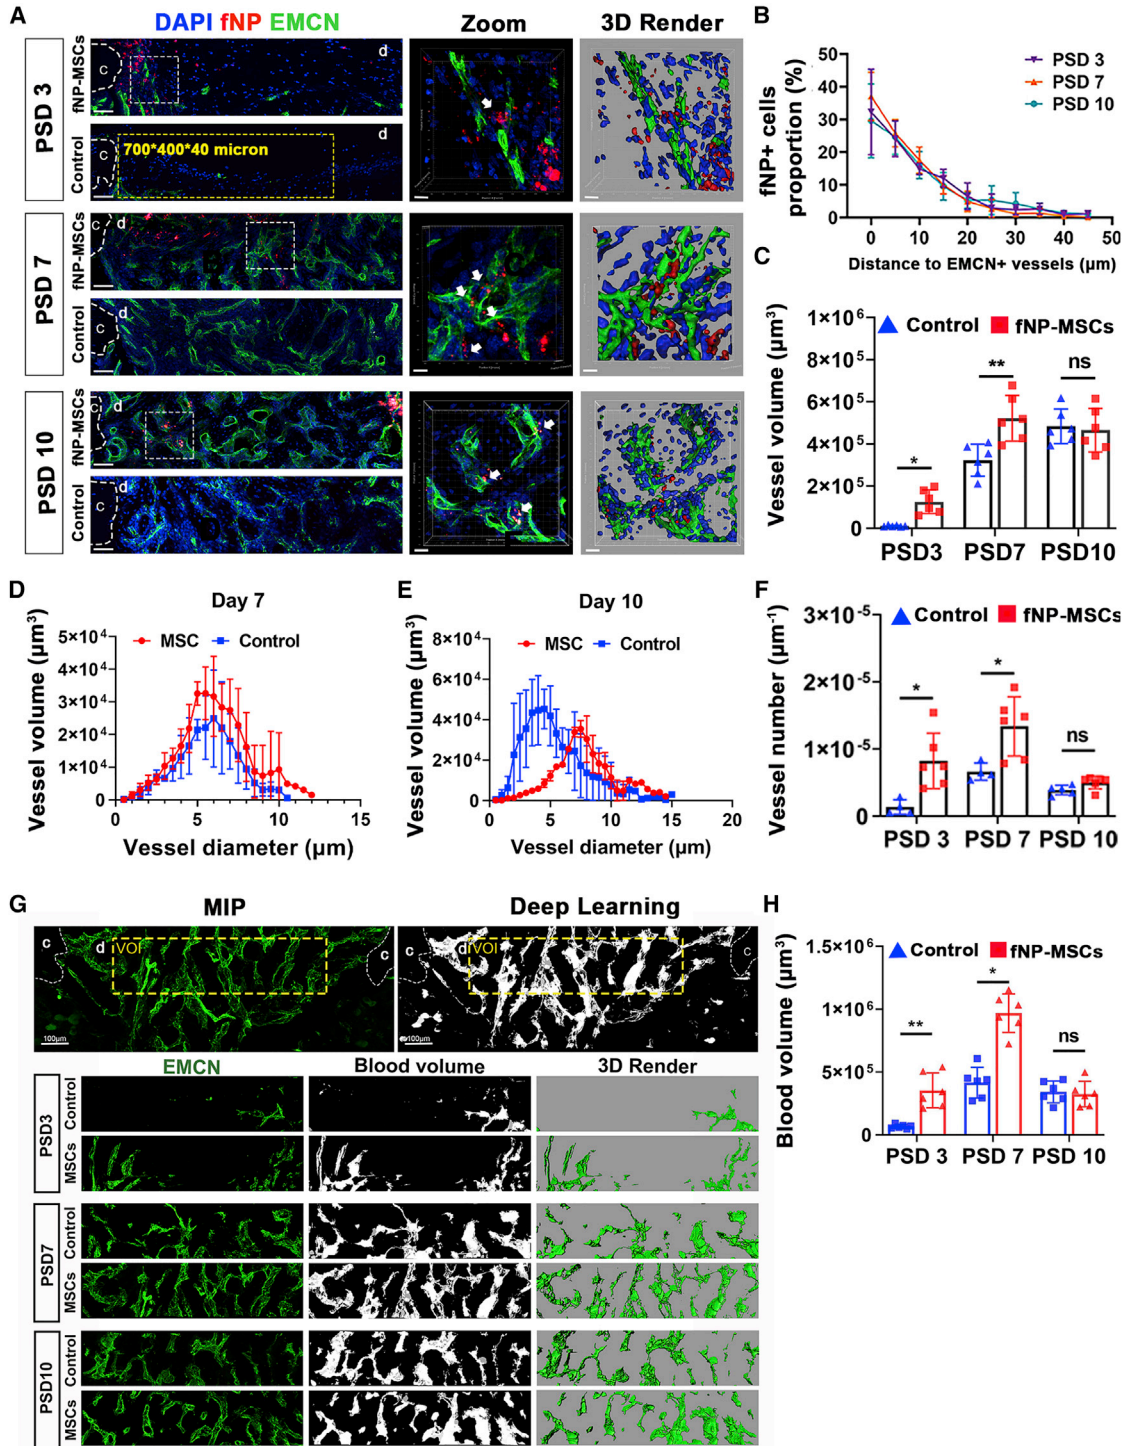 A
DAPI fNP EMCN
Zoom
3D Render
PSD 3
fNP-MSCs
c
d
Control
c
d
700*400*40 micron
PSD 7
fNP-MSCs
c
d
Control
c
d
PSD 10
fNP-MSCs
c
d
Control
c
d
B
fNP+ cells
proportion (%)
50
40
30
20
10
0
PSD 3
PSD 7
PSD 10
0 10 20 30 40 50
Distance to EMCN+ vessels (μm)
C
Vessel volume (μm³)
1×10⁶
8×10⁵
6×10⁵
4×10⁵
2×10⁵
0
Control fNP-MSCs
*
**
ns
PSD3 PSD7 PSD10
D
Day 7
Vessel volume (μm³)
5×10⁴
4×10⁴
3×10⁴
2×10⁴
1×10⁴
0
MSC Control
0 5 10 15
Vessel diameter (μm)
E
Day 10
Vessel volume (μm³)
8×10⁴
6×10⁴
4×10⁴
2×10⁴
0
MSC Control
0 5 10 15 20
Vessel diameter (μm)
F
Vessel number (μm⁻¹)
3×10⁻⁵
2×10⁻⁵
1×10⁻⁵
0
Control fNP-MSCs
*
*
ns
PSD 3 PSD 7 PSD 10
G
MIP
Deep Learning
c
d
VOI
c
100μm
c
d
VOI
c
100μm
EMCN
Blood volume
3D Render
PSD3
Control
MSCs
PSD7
Control
MSCs
PSD10
Control
MSCs
H
Blood volume (μm³)
1.5×10⁶
1×10⁶
5×10⁵
0
Control fNP-MSCs
**
*
ns
PSD 3 PSD 7 PSD 10